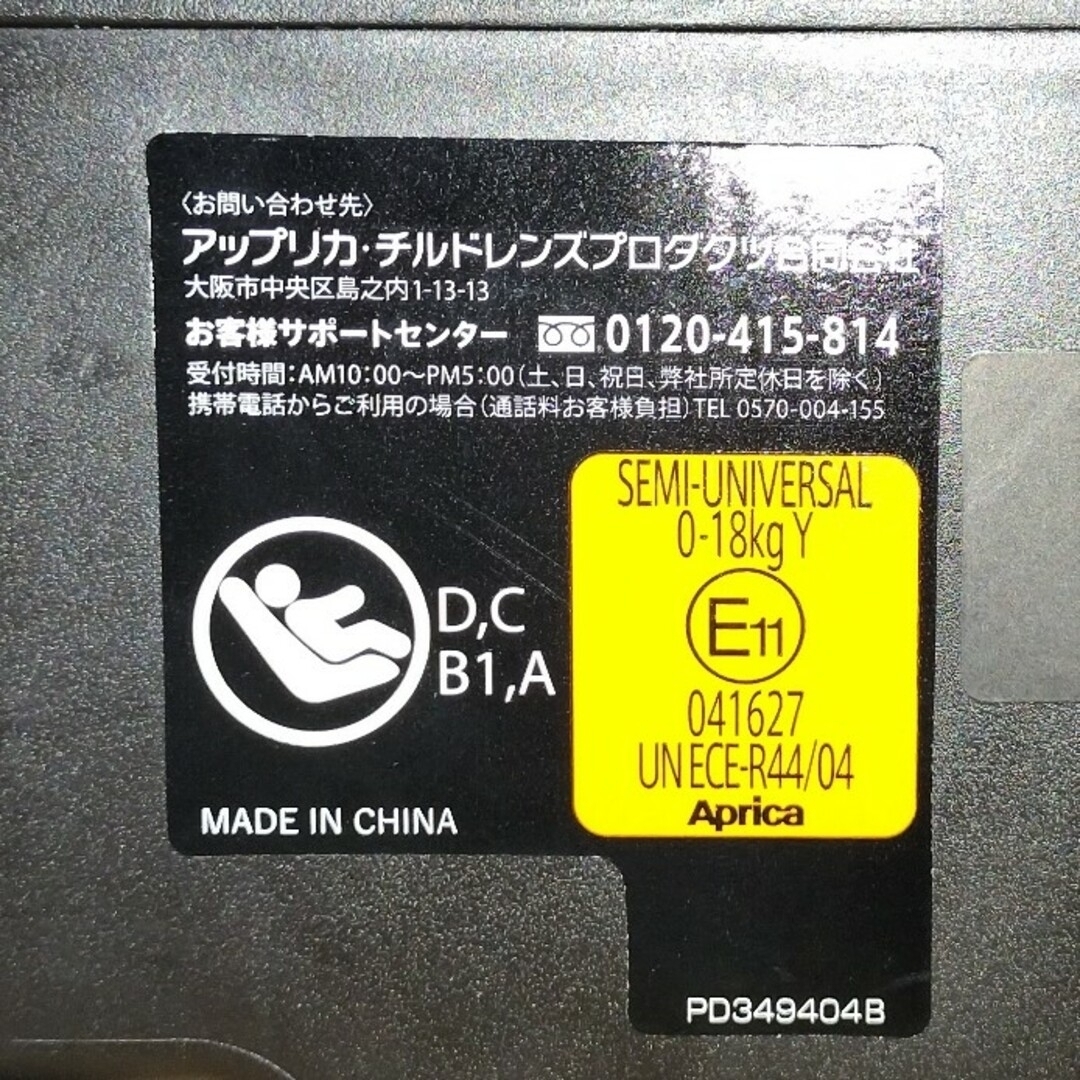 〈お問い合わせ先〉
アップリカ・チルドレンズプロダクツ合同会社
大阪市中央区島之内1-13-13
お客様サポートセンター 0120-415-814
受付時間:AM10:00〜PM5:00(土、日、祝日、弊社所定休日を除く)
携帯電話からご利用の場合(通話料お客様負担)TEL 0570-004-155
SEMI-UNIVERSAL
0-18kg Y
E11
D,C
B1,A
041627
UN ECE-R44/04
Aprica
MADE IN CHINA
PD349404B